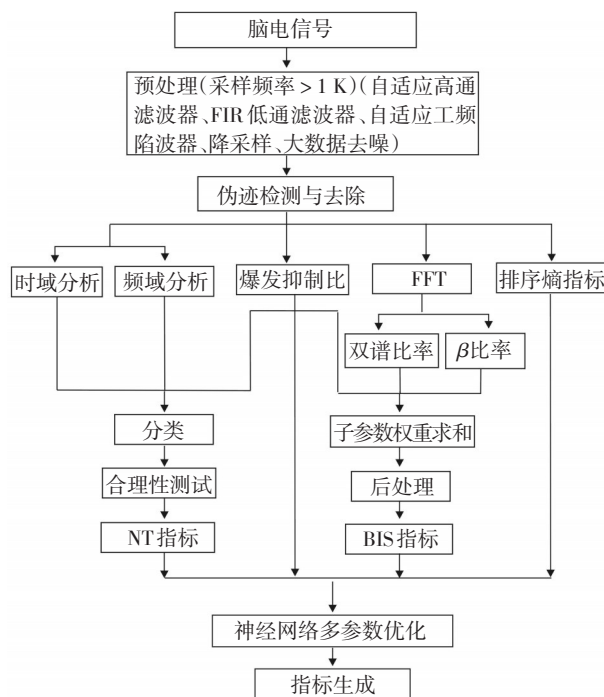 脑电信号
预处理(采样频率>1 K)(自适应高通
滤波器、FIR低通滤波器、自适应工频
陷波器、降采样、大数据去噪)
伪迹检测与去除
时域分析
频域分析
爆发抑制比
FFT
排序熵指标
双谱比率
β比率
分类
子参数权重求和
合理性测试
后处理
NT指标
BIS指标
神经网络多参数优化
指标生成